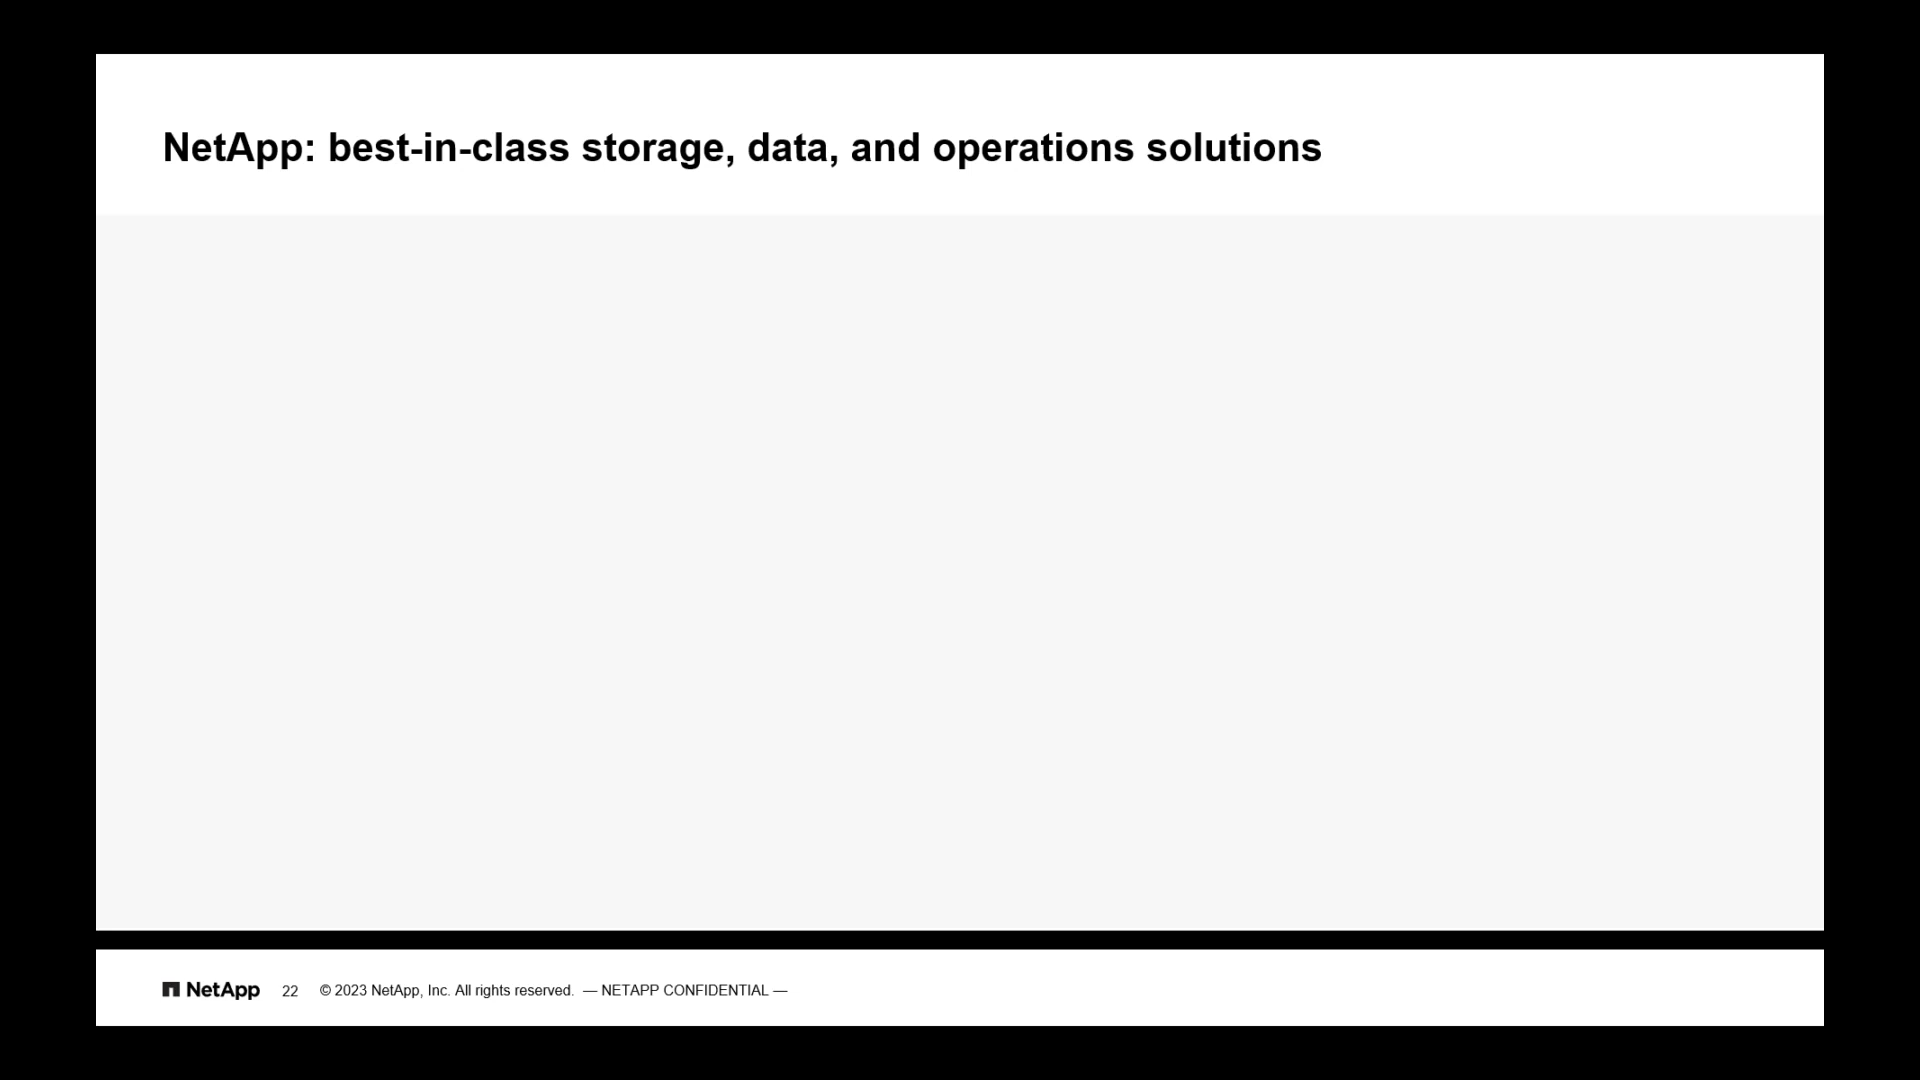 NetApp: best-in-class storage, data, and operations solutions
NetApp 22 © 2023 NetApp, Inc. All rights reserved. — NETAPP CONFIDENTIAL —